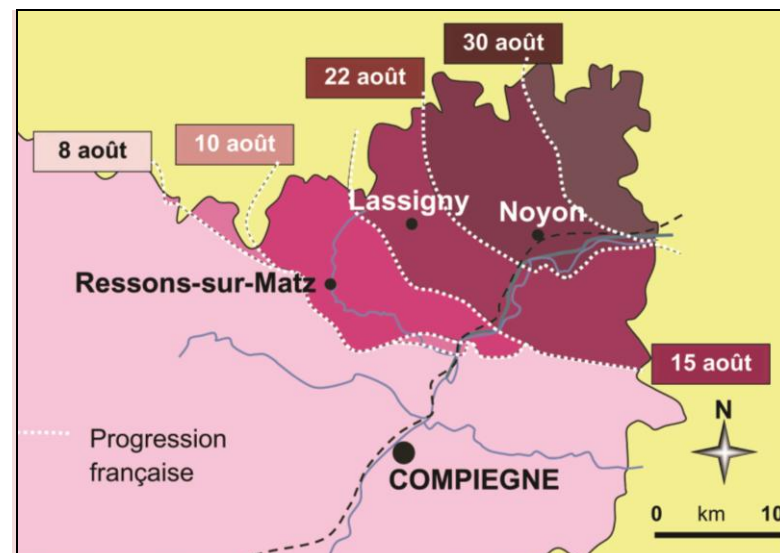 30 août
22 août
8 août
10 août
Lassigny
Noyon
Ressons-sur-Matz
15 août
N
Progression
française
COMPIEGNE
0 km 10